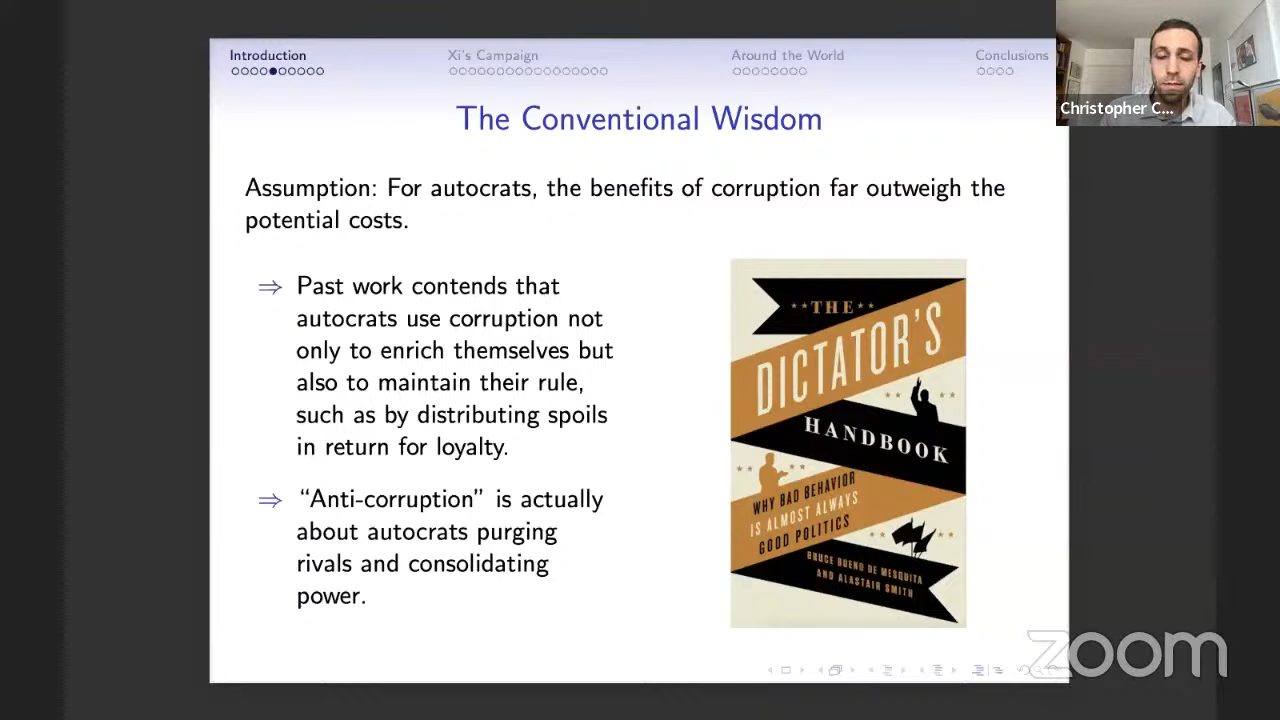 Introduction
Xi's Campaign
Around the World
Conclusions
Christopher C...
The Conventional Wisdom
Assumption: For autocrats, the benefits of corruption far outweigh the
potential costs.
⇒ Past work contends that
autocrats use corruption not
only to enrich themselves but
also to maintain their rule,
such as by distributing spoils
in return for loyalty.
⇒ “Anti-corruption” is actually
about autocrats purging
rivals and consolidating
power.
THE
DICTATOR'S
HANDBOOK
WHY BAD BEHAVIOR
IS ALMOST ALWAYS
GOOD POLITICS
BRUCE BUENO DE MESQUITA
AND ALASTAIR SMITH
zoom